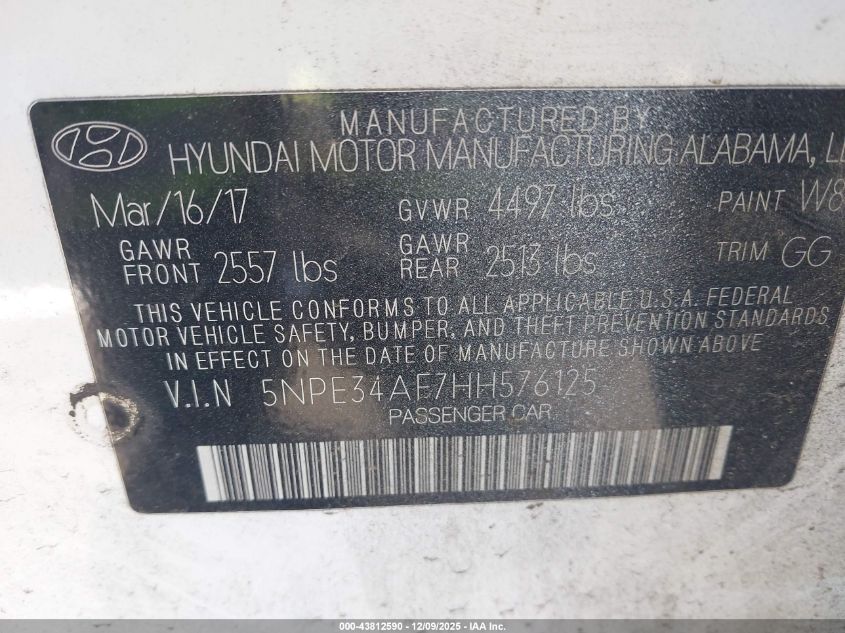 MANUFACTURED BY
HYUNDAI MOTOR MANUFACTURING ALABAMA,
Mar/16/17 GVWR 4497 lbs PAINT W8
GAWR FRONT 2557 lbs GAWR REAR 2513 lbs TRIM GG
THIS VEHICLE CONFORMS TO ALL APPLICABLE U.S.A. FEDERAL
MOTOR VEHICLE SAFETY, BUMPER, AND THEFT PREVENTION STANDARDS
IN EFFECT ON THE DATE OF MANUFACTURE SHOWN ABOVE
V.I.N 5NPE34AF7HH576125
PASSENGER CAR
000-43812590 - 12/09/2025 - IAA Inc.